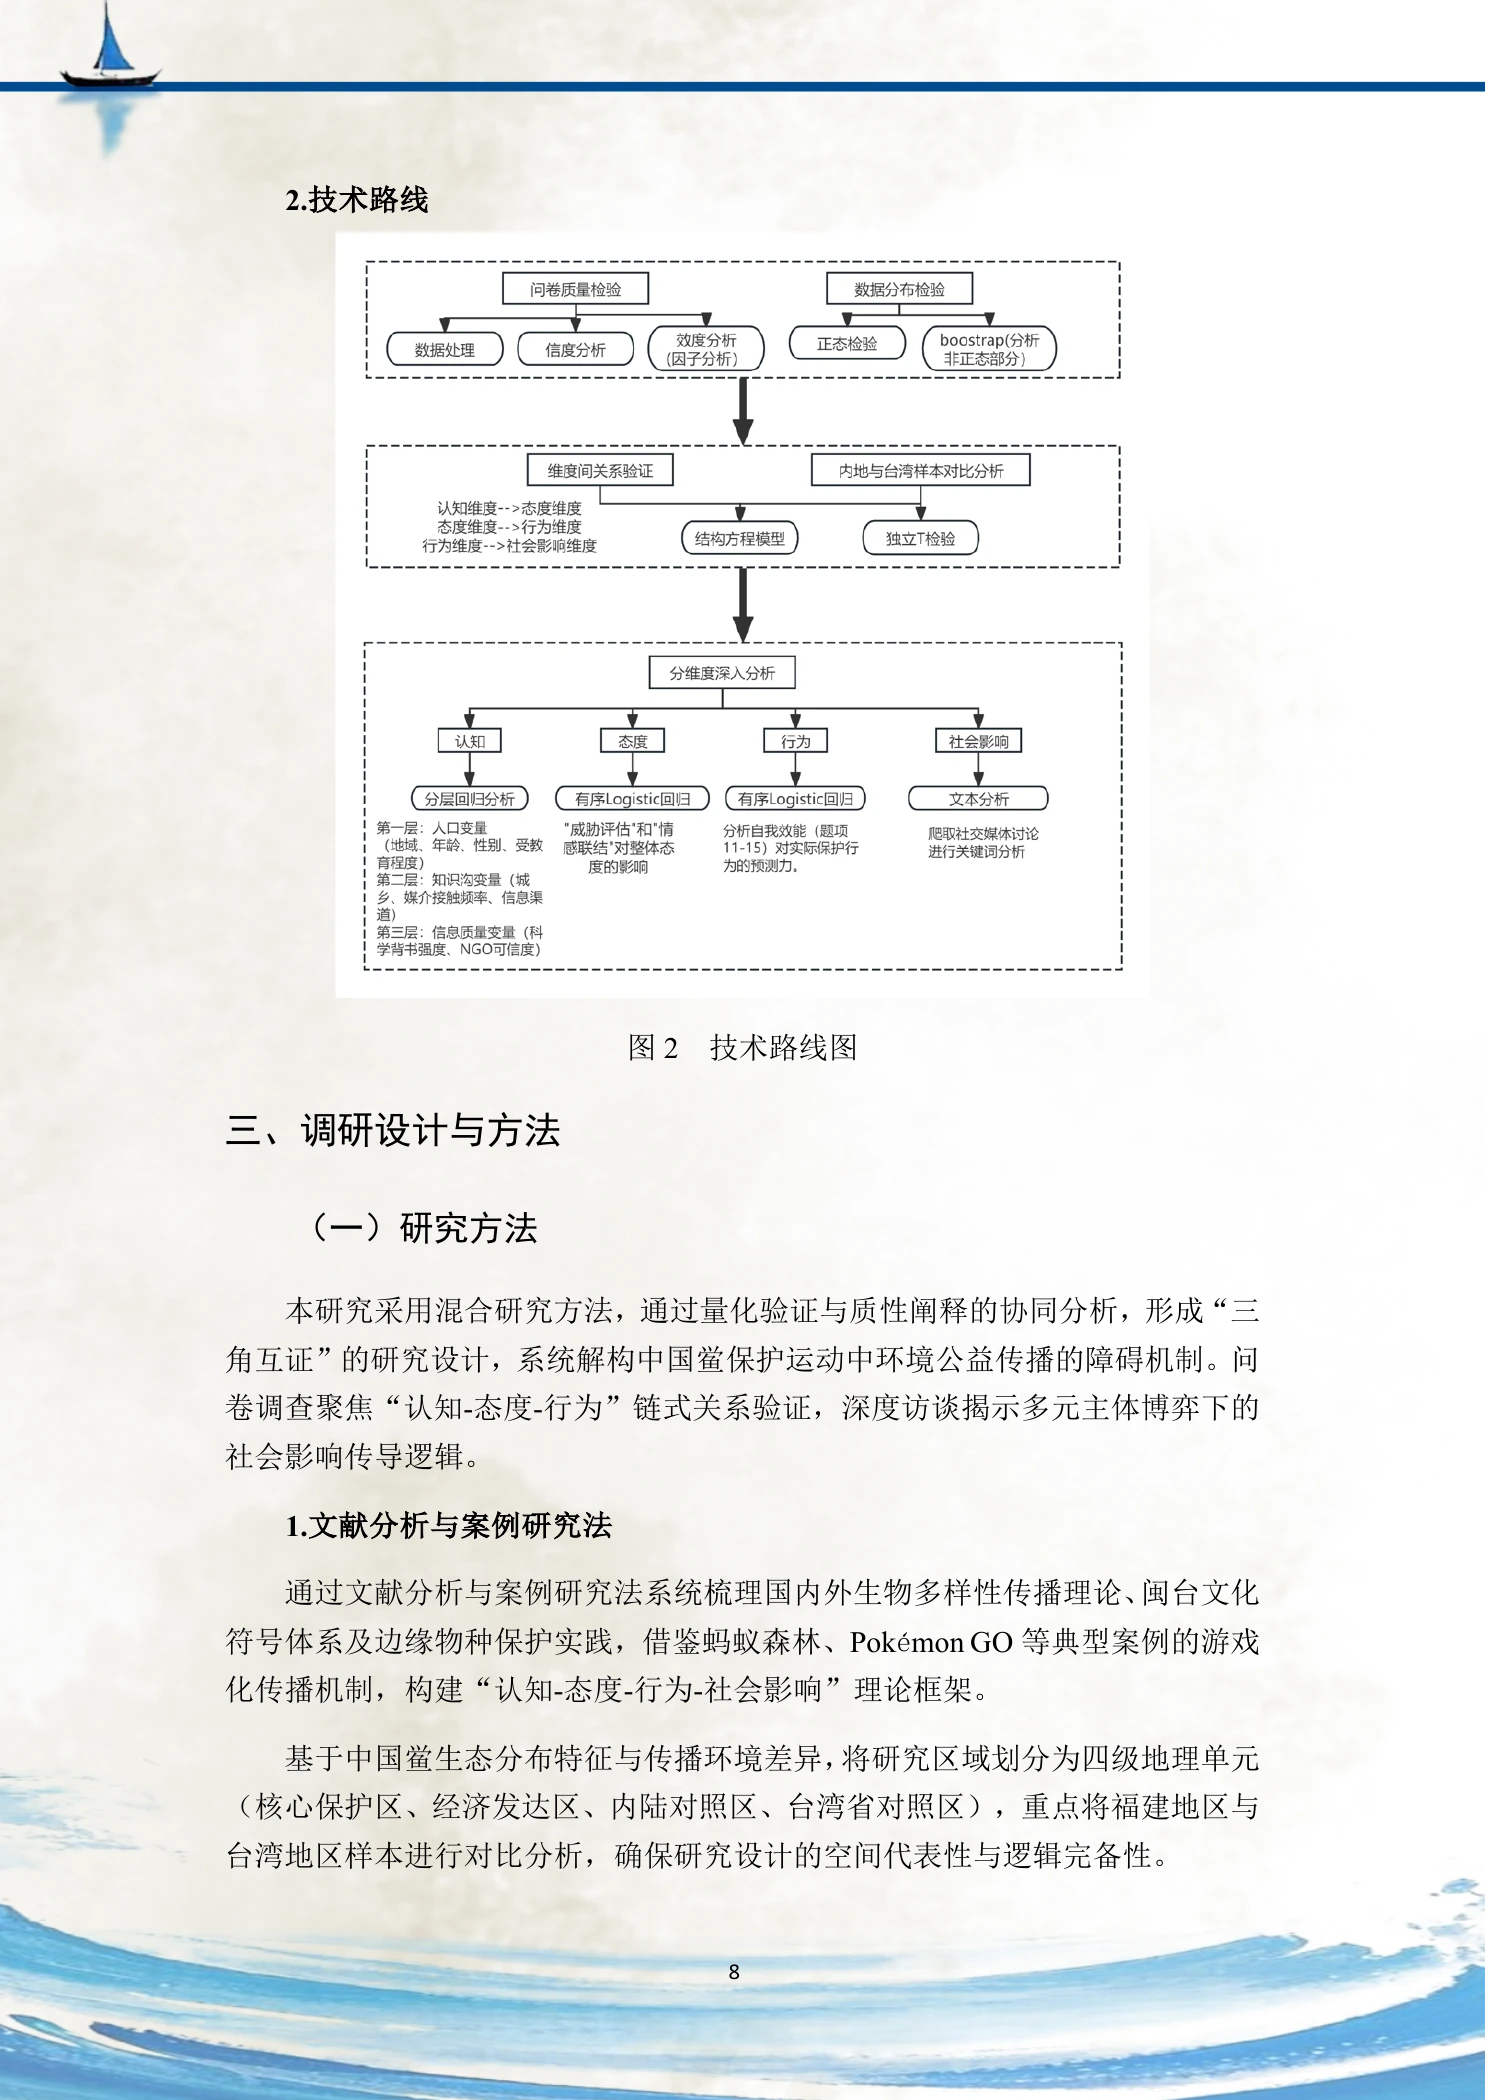 2.技术路线
问卷质量检验
数据分布检验
数据处理
信度分析
效度分析
(因子分析)
正态检验
boostrap(分析
非正态部分)
维度间关系验证
内地与台湾样本对比分析
认知维度-->态度维度
态度维度-->行为维度
行为维度-->社会影响维度
结构方程模型
独立T检验
分维度深入分析
认知
态度
行为
社会影响
分层回归分析
有序Logistic回归
有序Logistic回归
文本分析
第一层：人口变量
（地域、年龄、性别、受教
育程度）
第二层：知识沟变量（城
乡、媒介接触频率、信息渠
道）
第三层：信息质量变量（科
学背书强度、NGO可信度）
"威胁评估"和"情
感联结"对整体态
度的影响
分析自我效能（题项
11-15）对实际保护行
为的预测力。
爬取社交媒体讨论
进行关键词分析
图 2 技术路线图
三、调研设计与方法
（一）研究方法
本研究采用混合研究方法，通过量化验证与质性阐释的协同分析，形成“三
角互证”的研究设计，系统解构中国鲎保护运动中环境公益传播的障碍机制。问
卷调查聚焦“认知-态度-行为”链式关系验证，深度访谈揭示多元主体博弈下的
社会影响传导逻辑。
1.文献分析与案例研究法
通过文献分析与案例研究法系统梳理国内外生物多样性传播理论、闽台文化
符号体系及边缘物种保护实践，借鉴蚂蚁森林、Pokémon GO 等典型案例的游戏
化传播机制，构建“认知-态度-行为-社会影响”理论框架。
基于中国鲎生态分布特征与传播环境差异，将研究区域划分为四级地理单元
（核心保护区、经济发达区、内陆对照区、台湾省对照区），重点将福建地区与
台湾地区样本进行对比分析，确保研究设计的空间代表性与逻辑完备性。
8